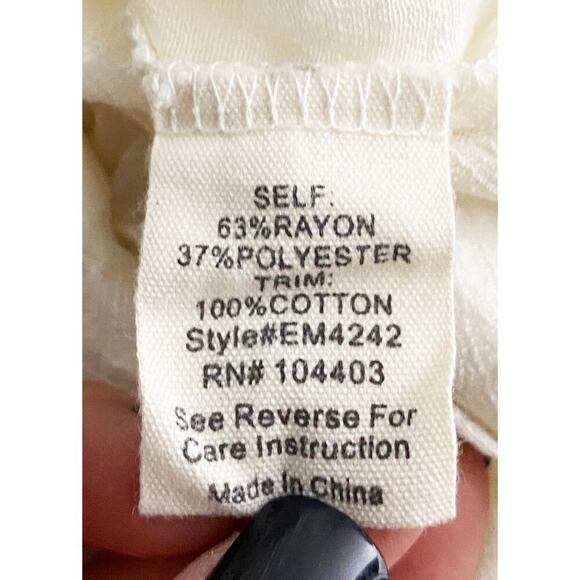 SELF:
63%RAYON
37%POLYESTER
TRIM:
100%COTTON
Style#EM4242
RN# 104403
See Reverse For
Care Instruction
Made In China